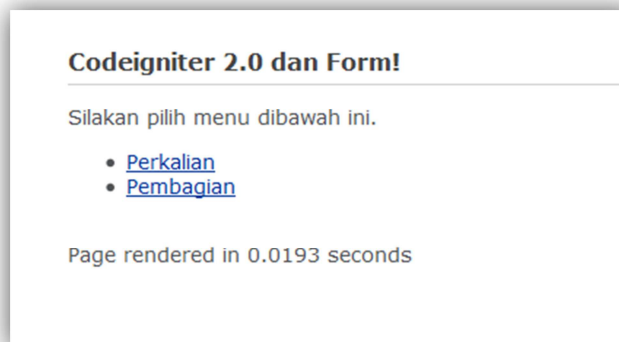 Codeigniter 2.0 dan Form!
Silakan pilih menu dibawah ini.
Perkalian
Pembagian
Page rendered in 0.0193 seconds